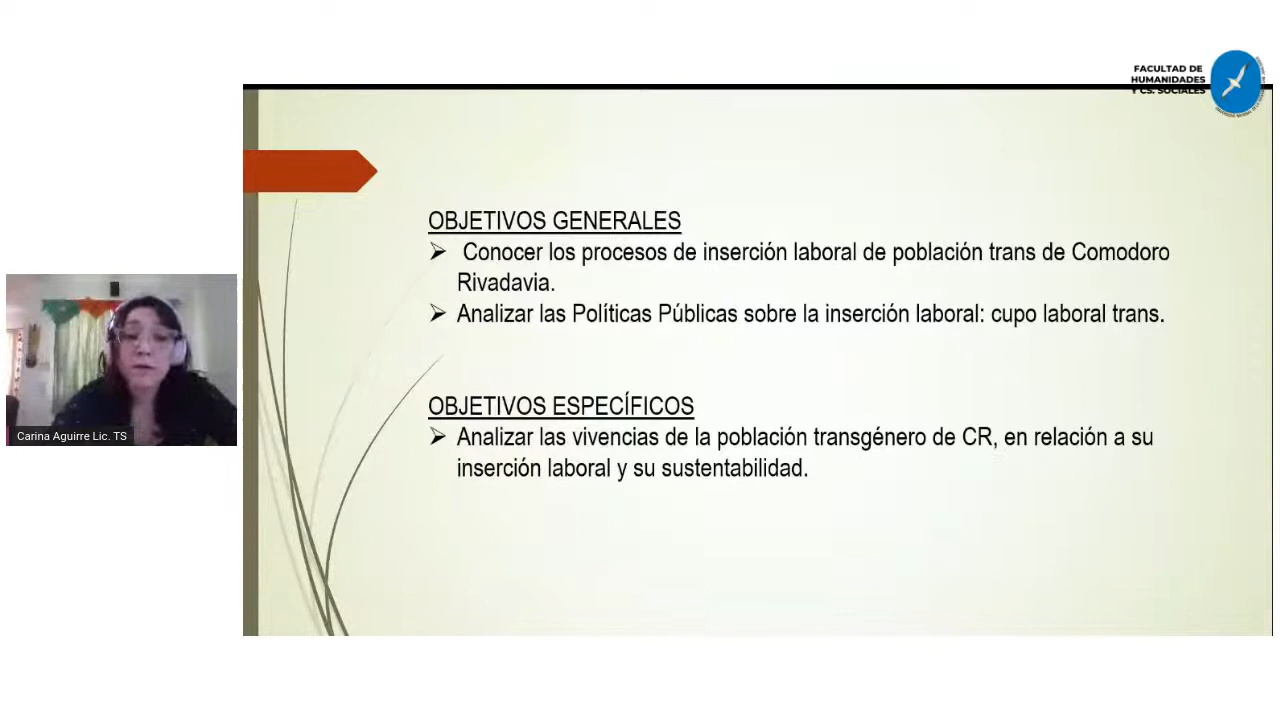 FACULTAD DE
HUMANIDADES
Y CS. SOCIALES
OBJETIVOS GENERALES
Conocer los procesos de inserción laboral de población trans de Comodoro
Rivadavia.
Analizar las Políticas Públicas sobre la inserción laboral: cupo laboral trans.
OBJETIVOS ESPECÍFICOS
Analizar las vivencias de la población transgénero de CR, en relación a su
inserción laboral y su sustentabilidad.
Carina Aguirre Lic. TS